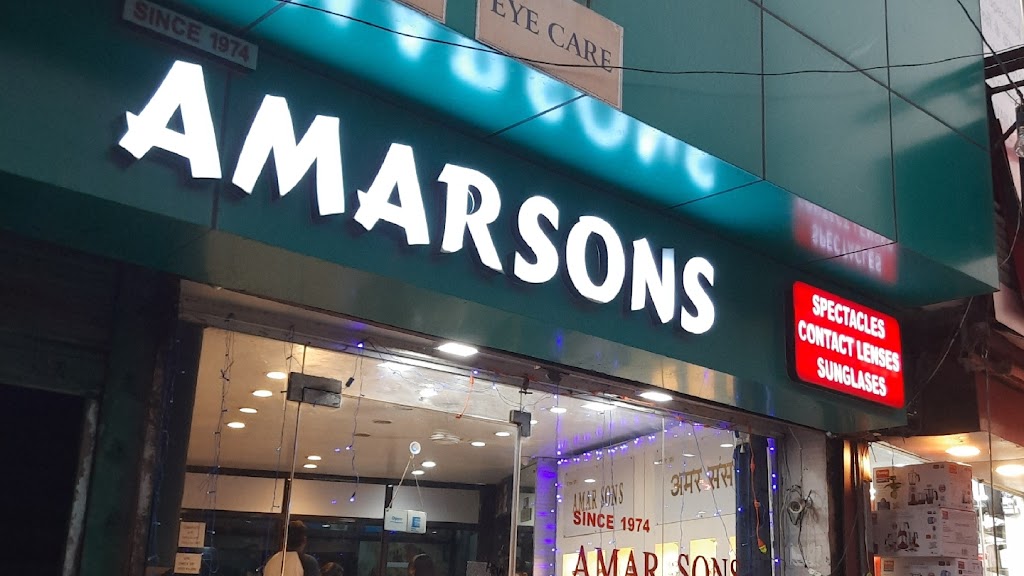 SINCE 1974
EYE CARE
AMARSONS
SPECTACLES
CONTACT LENSES
SUNGLASES
AMAR SONS
अमर संस
SINCE 1974
AMAR SONS